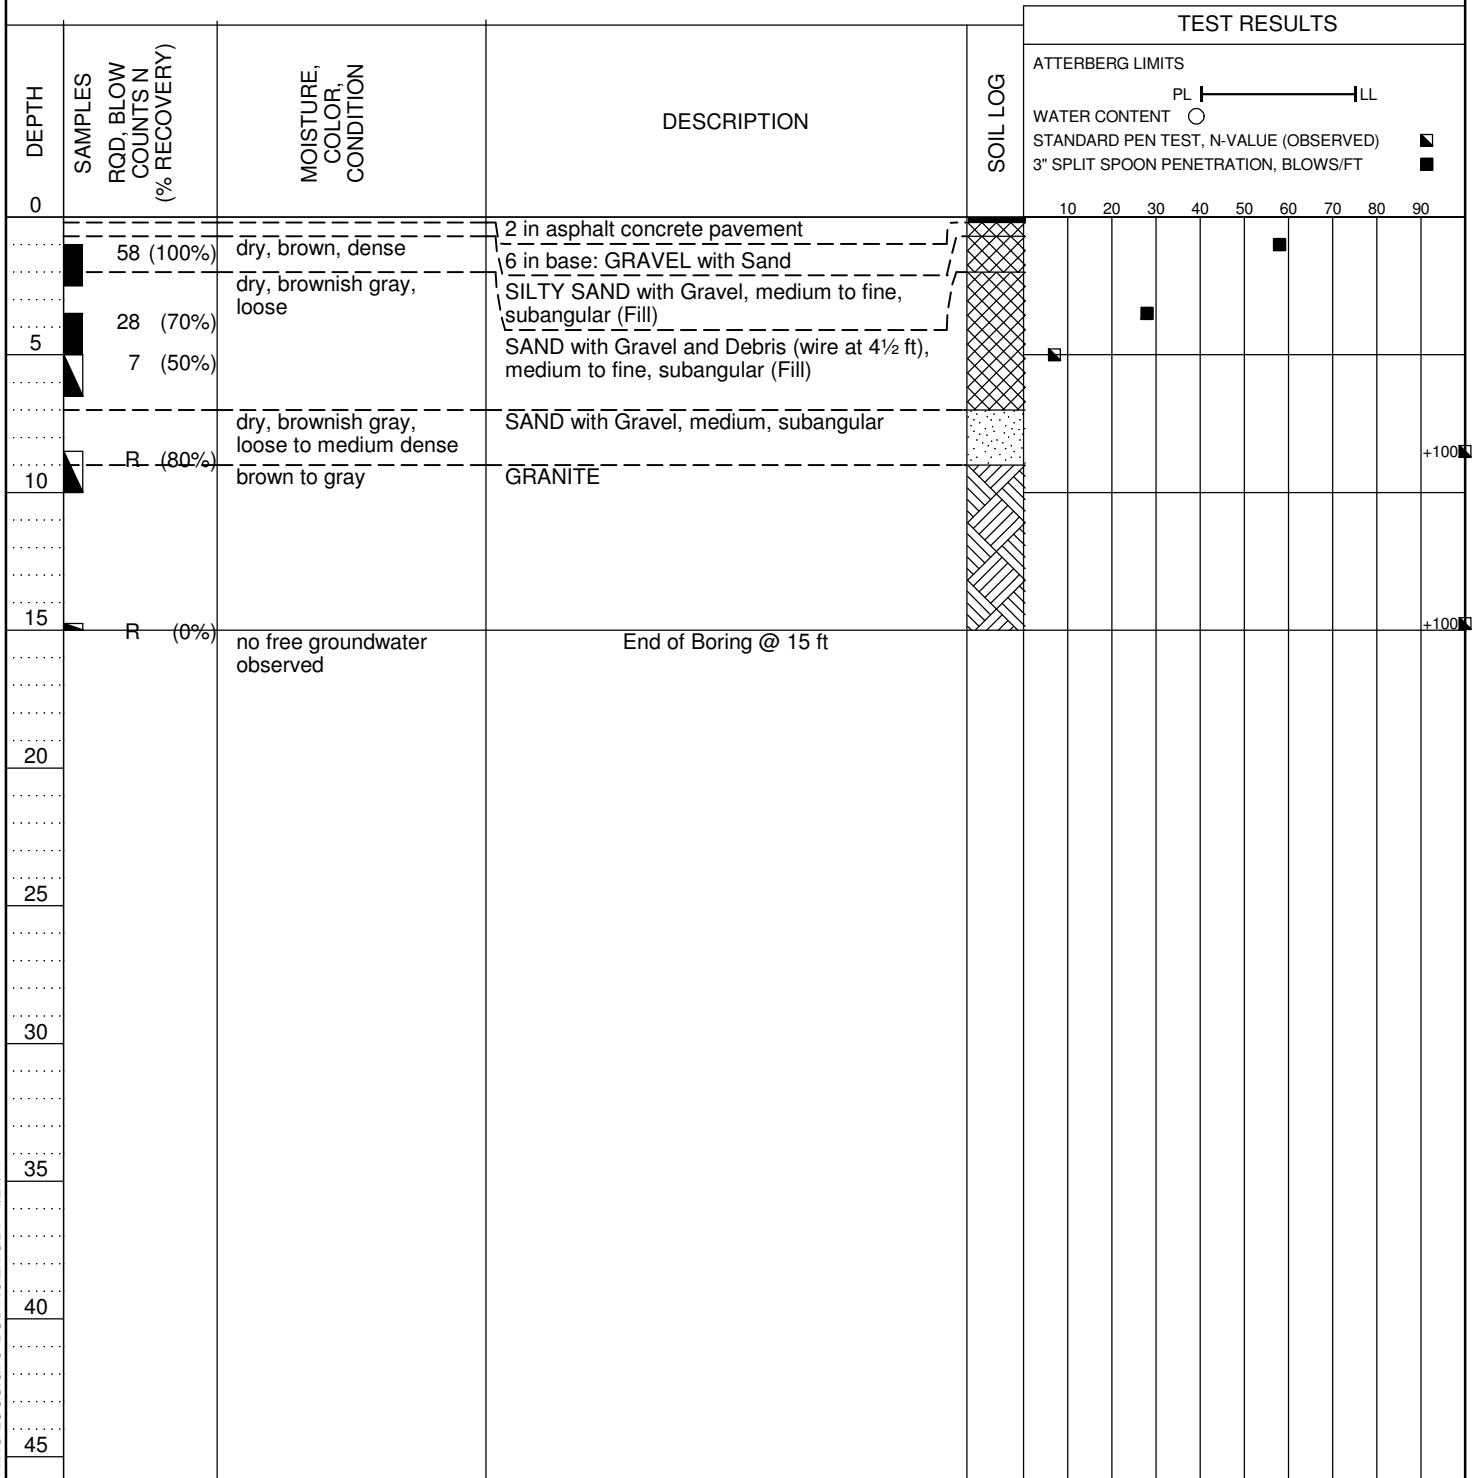 TEST RESULTS
DEPTH
SAMPLES
RQD, BLOW
COUNTS N
(% RECOVERY)
MOISTURE,
COLOR,
CONDITION
DESCRIPTION
SOIL LOG
ATTERBERG LIMITS
PL LL
WATER CONTENT
STANDARD PEN TEST, N-VALUE (OBSERVED)
3" SPLIT SPOON PENETRATION, BLOWS/FT
0
10 20 30 40 50 60 70 80 90
2 in asphalt concrete pavement
58 (100%)
dry, brown, dense
6 in base: GRAVEL with Sand
dry, brownish gray,
loose
SILTY SAND with Gravel, medium to fine,
subangular (Fill)
28 (70%)
5
7 (50%)
SAND with Gravel and Debris (wire at 4½ ft),
medium to fine, subangular (Fill)
dry, brownish gray,
loose to medium dense
SAND with Gravel, medium, subangular
R (80%)
+100
10
brown to gray
GRANITE
15
R (0%)
+100
no free groundwater
observed
End of Boring @ 15 ft
20
25
30
35
40
45